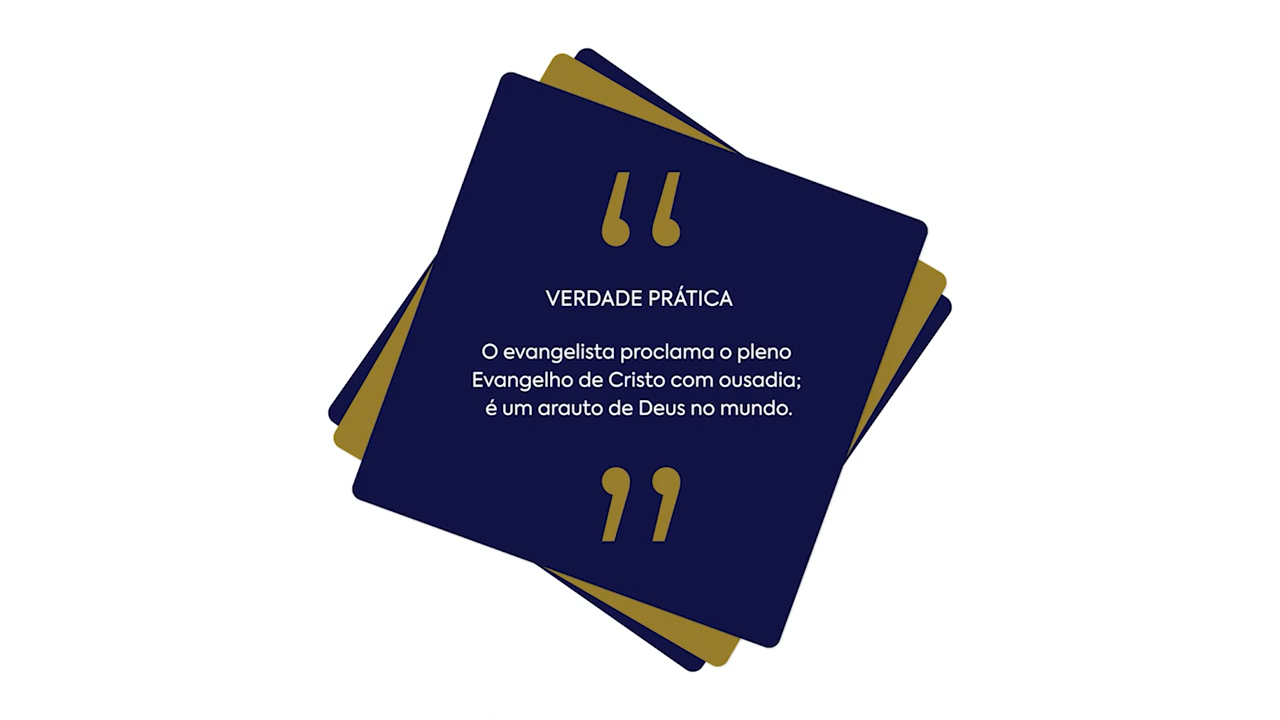 VERDADE PRÁTICA
O evangelista proclama o pleno
Evangelho de Cristo com ousadia;
é um arauto de Deus no mundo.